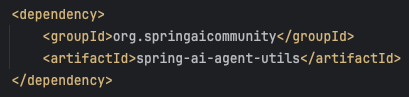 <dependency>
    <groupId>org.springaicommunity</groupId>
    <artifactId>spring-ai-agent-utils</artifactId>
</dependency>